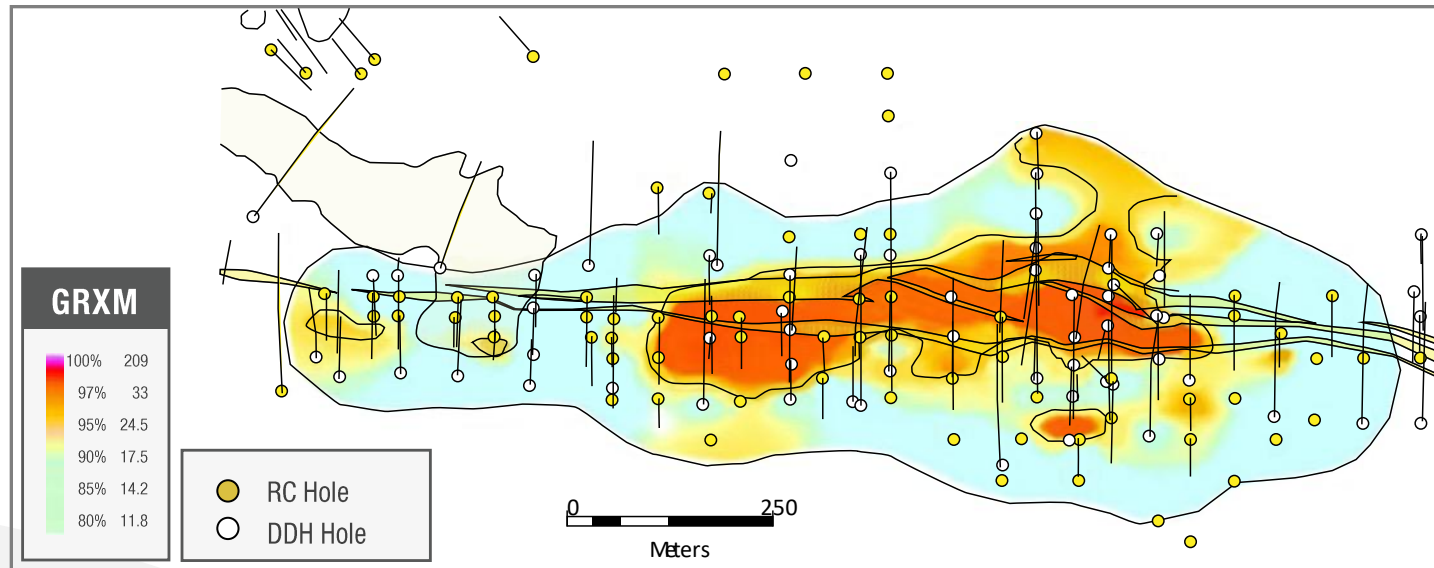 GRXM
100% 209
97% 33
95% 24.5
90% 17.5
85% 14.2
80% 11.8
RC Hole
DDH Hole
0 250
Meters